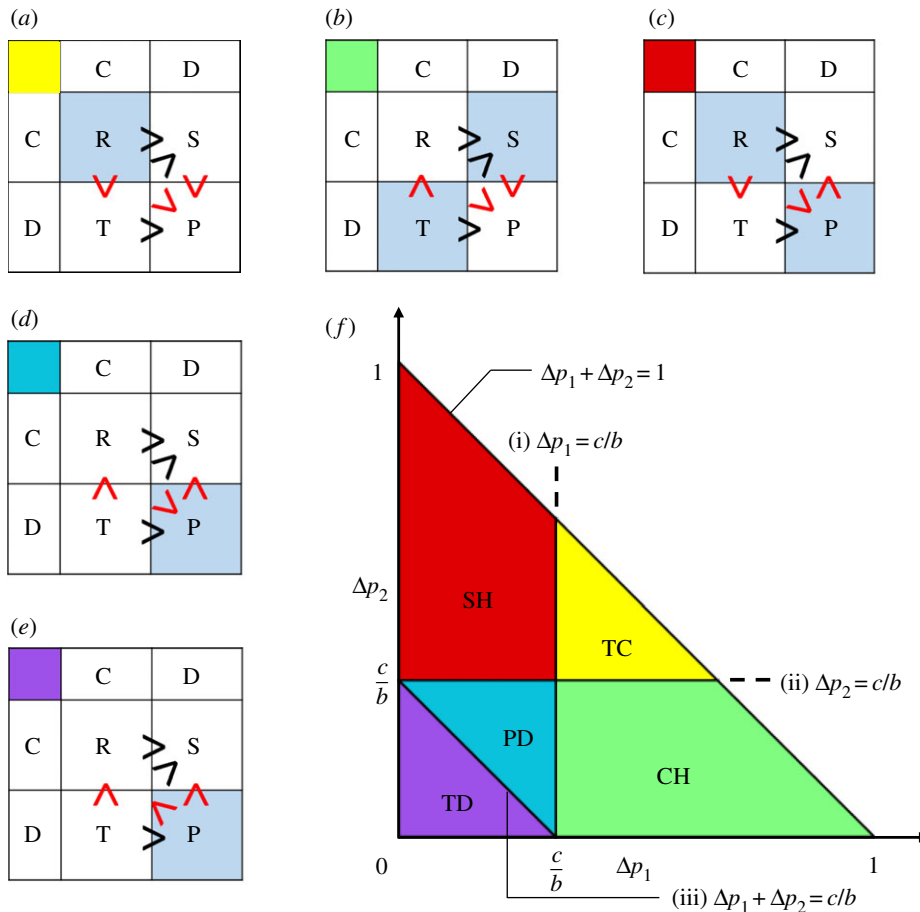 (a) (b) (c)
C D C D C D
C R > S C R > S C R > S
D T > P D T > P D T > P
(d)
C D
C R > S
D T > P
(e)
C D
C R > S
D T > P
(f)
1
Δp₁ + Δp₂ = 1
(i) Δp₁ = c/b
Δp₂
SH
TC
c/b
(ii) Δp₂ = c/b
PD
CH
TD
0 c/b Δp₁ 1
(iii) Δp₁ + Δp₂ = c/b